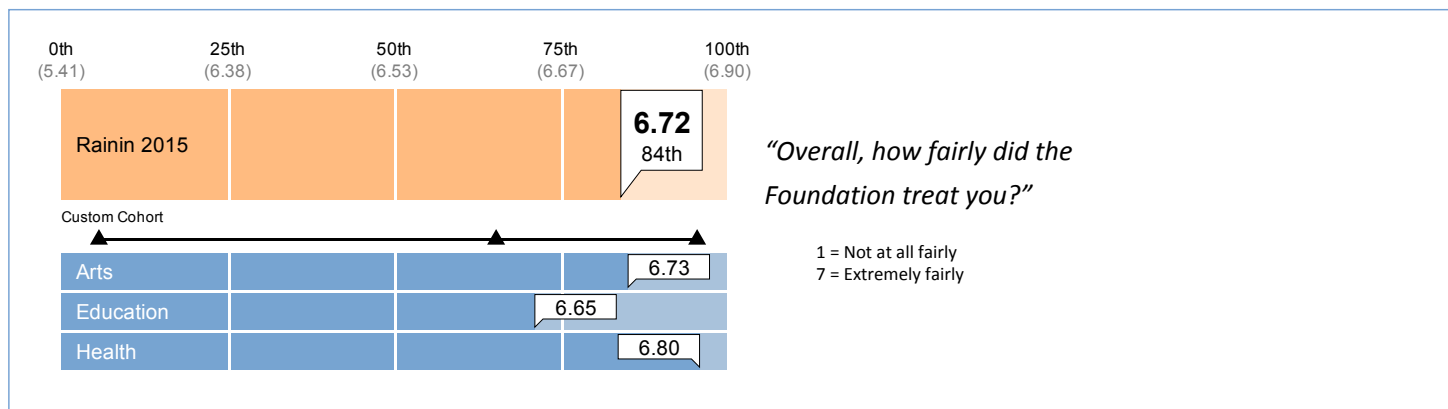 0th 25th 50th 75th 100th
(5.41) (6.38) (6.53) (6.67) (6.90)
Rainin 2015
6.72
84th
“Overall, how fairly did the
Foundation treat you?”
Custom Cohort
1 = Not at all fairly
7 = Extremely fairly
Arts 6.73
Education 6.65
Health 6.80